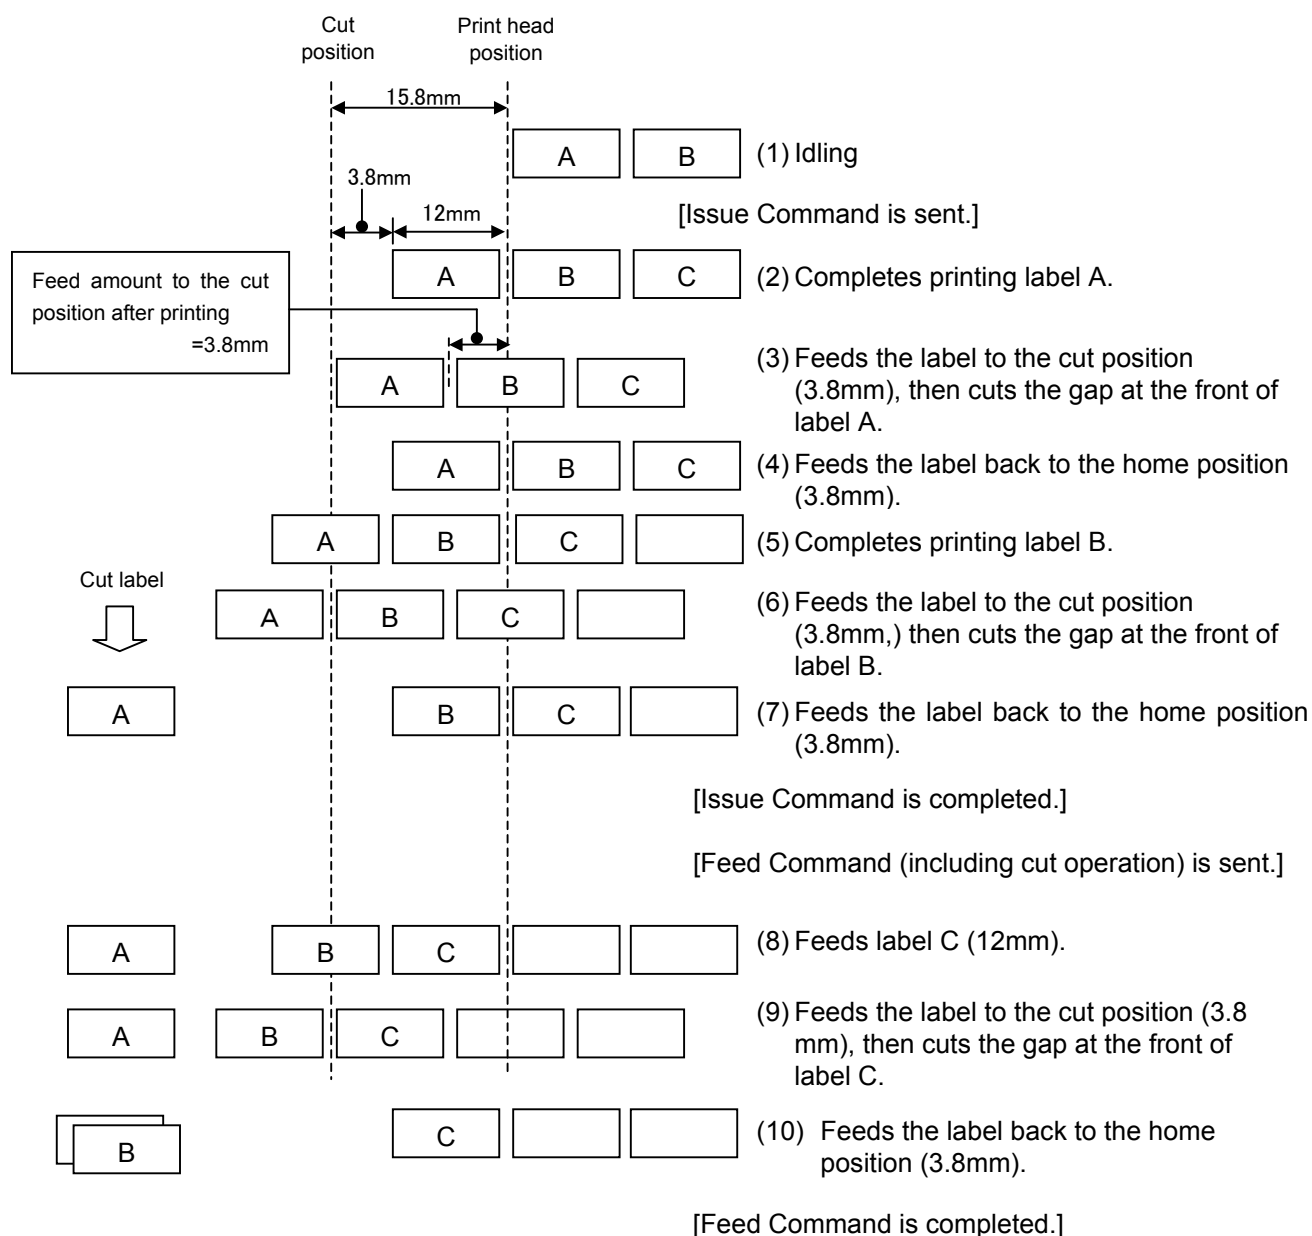 Cut
position
Print head
position
15.8mm
A B
(1) Idling
3.8mm
12mm
[Issue Command is sent.]
Feed amount to the cut
position after printing
=3.8mm
A B C
(2) Completes printing label A.
A B C
(3) Feeds the label to the cut position
(3.8mm), then cuts the gap at the front of
label A.
A B C
(4) Feeds the label back to the home position
(3.8mm).
A B C
(5) Completes printing label B.
Cut label
A B C
(6) Feeds the label to the cut position
(3.8mm,) then cuts the gap at the front of
label B.
A B C
(7) Feeds the label back to the home position
(3.8mm).
[Issue Command is completed.]
[Feed Command (including cut operation) is sent.]
A B C
(8) Feeds label C (12mm).
A B C
(9) Feeds the label to the cut position (3.8
mm), then cuts the gap at the front of
label C.
B C
(10) Feeds the label back to the home
position (3.8mm).
[Feed Command is completed.]